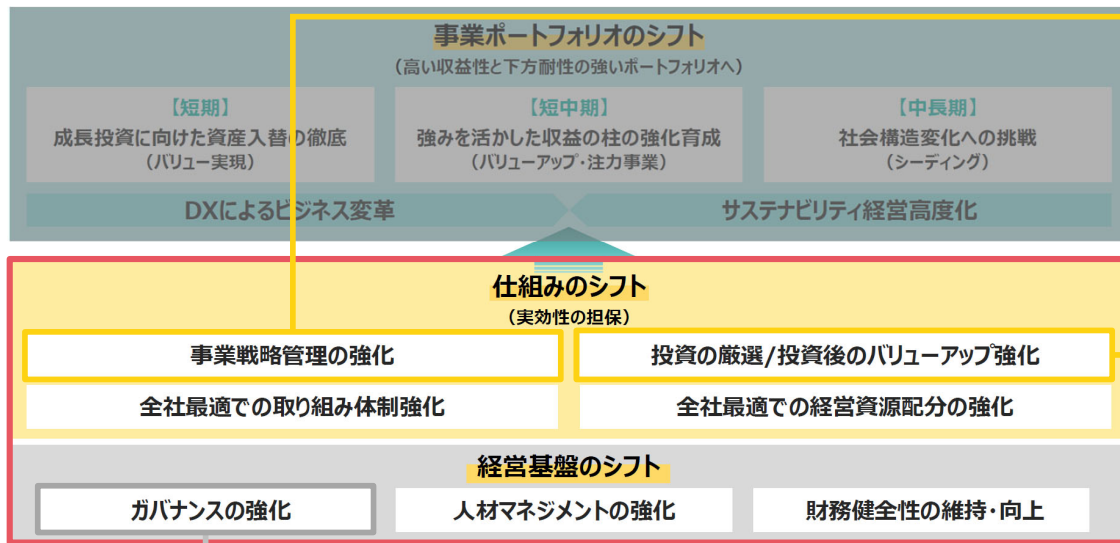 事業ポートフォリオのシフト
（高い収益性と下方耐性の強いポートフォリオへ）
【短期】
成長投資に向けた資産入替の徹底
（バリュー実現）
【短中期】
強みを活かした収益の柱の強化育成
（バリューアップ・注力事業）
【中長期】
社会構造変化への挑戦
（シーディング）
DXによるビジネス変革
サステナビリティ経営高度化
仕組みのシフト
（実効性の担保）
事業戦略管理の強化
投資の厳選/投資後のバリューアップ強化
全社最適での取り組み体制強化
全社最適での経営資源配分の強化
経営基盤のシフト
ガバナンスの強化
人材マネジメントの強化
財務健全性の維持・向上